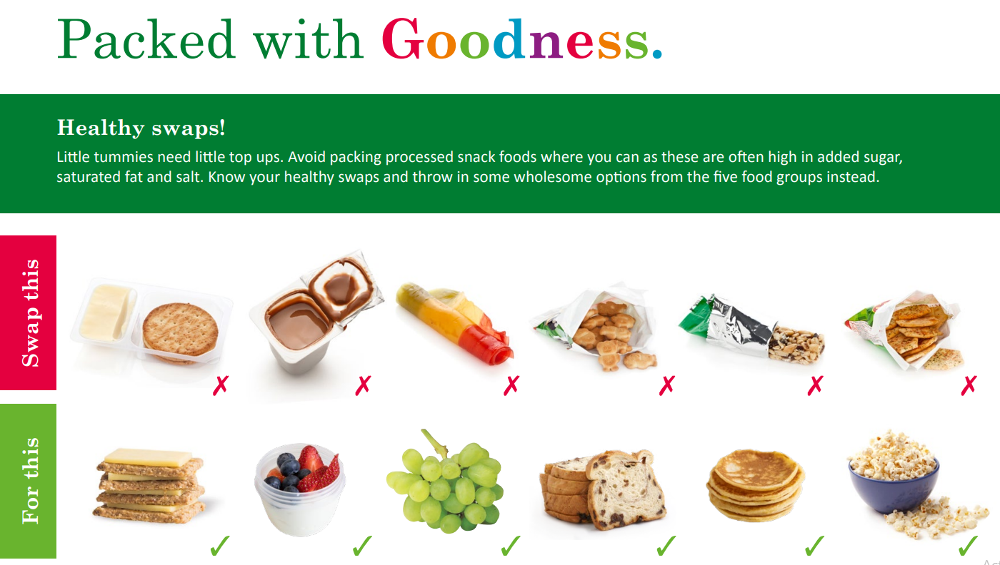 Packed with Goodness.
Healthy swaps!
Little tummies need little top ups. Avoid packing processed snack foods where you can as these are often high in added sugar,
saturated fat and salt. Know your healthy swaps and throw in some wholesome options from the five food groups instead.
Swap this
For this